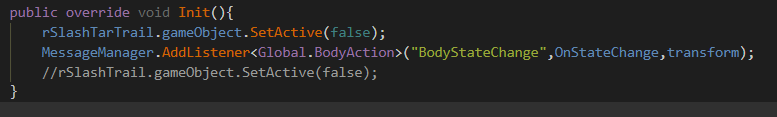 public override void Init(){
rSlashTarTrail.gameObject.SetActive(false);
MessageManager.AddListener<Global.BodyAction>("BodyStateChange",OnStateChange,transform);
//rSlashTrail.gameObject.SetActive(false);
}